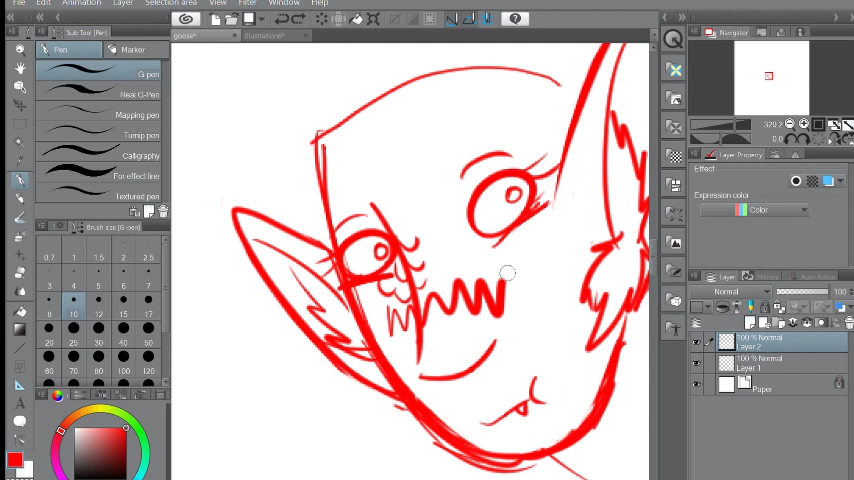 File Edit Animation Layer Selection area View Filter Window Help
Sub Tool [Pen]
goose*
Illustration6*
Navigator
Pen
Marker
G-pen
Real G-Pen
Mapping pen
Turnip pen
Calligraphy
For effect line
Textured pen
329.2
0.0
Layer Property
Effect
Expression color
Color
Brush size [G-pen]
0.7 1 1.5 2 2.5
3 4 5 6 7
8 10 12 15 17
20 25 30 40 50
60 70 80 100 120
Layer
Auto Action
Normal
100
100 % Normal
Layer 2
100 % Normal
Layer 1
Paper